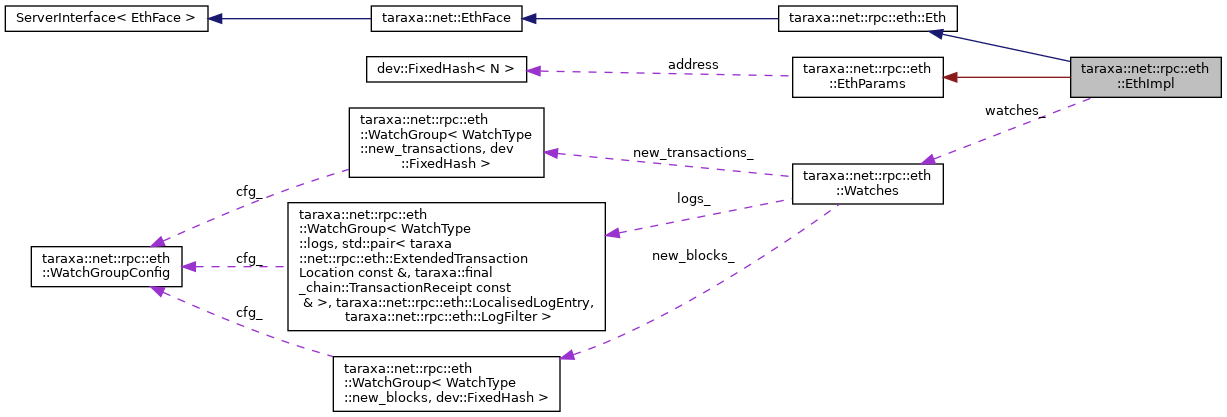 ServerInterface< EthFace >
taraxa::net::EthFace
taraxa::net::rpc::eth::Eth
dev::FixedHash< N >
address
taraxa::net::rpc::eth
::EthParams
taraxa::net::rpc::eth
::EthImpl
watches_
taraxa::net::rpc::eth
::WatchGroup< WatchType
::new_transactions, dev
::FixedHash >
new_transactions_
taraxa::net::rpc::eth
::Watches
cfg_
logs_
taraxa::net::rpc::eth
::WatchGroup< WatchType
::logs, std::pair< taraxa
::net::rpc::eth::ExtendedTransaction
Location const &, taraxa::final
_chain::TransactionReceipt const
& >, taraxa::net::rpc::eth::LocalisedLogEntry,
taraxa::net::rpc::eth::LogFilter >
taraxa::net::rpc::eth
::WatchGroupConfig
cfg_
new_blocks_
cfg_
taraxa::net::rpc::eth
::WatchGroup< WatchType
::new_blocks, dev::FixedHash >